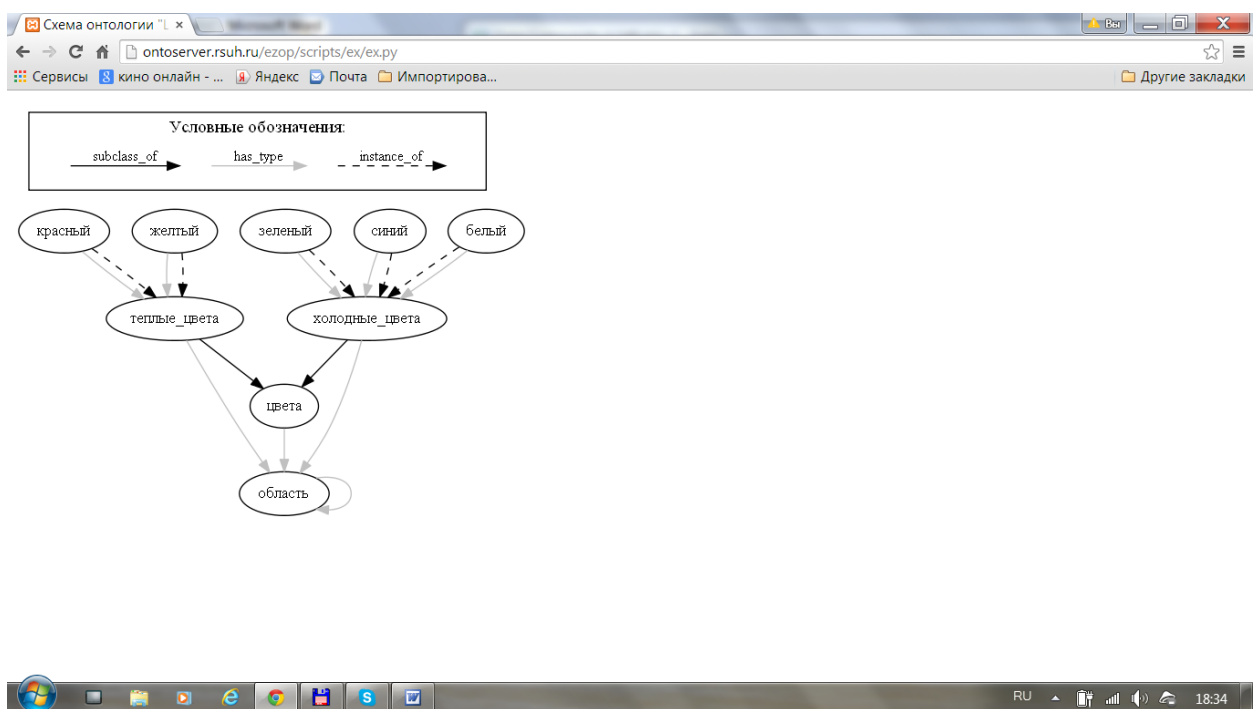 Схема онтологии "L
Вы
ontoserver.rsuh.ru/ezop/scripts/ex/ex.py
Сервисы кино онлайн - ... Яндекс Почта Импортирова... Другие закладки
Условные обозначения:
subclass_of has_type instance_of
красный желтый зеленый синий белый
теплые_цвета холодные_цвета
цвета
область
RU 18:34